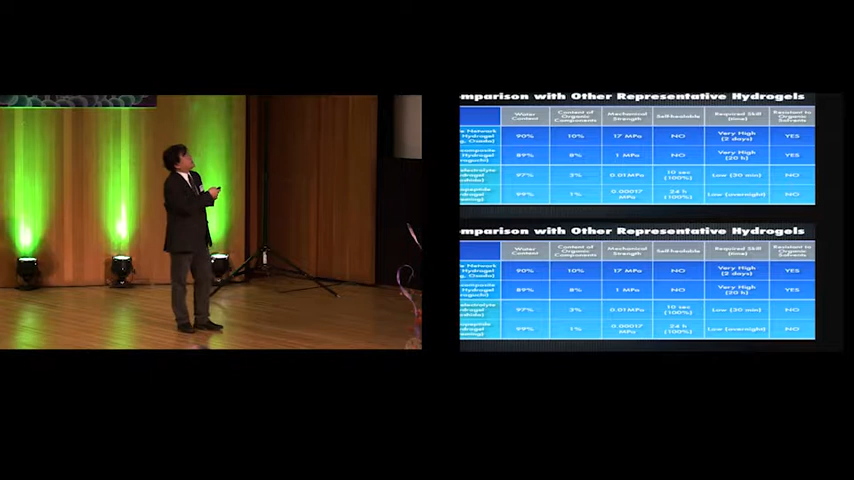 mparison with Other Representative Hydrogels
Water Content
Content of Organic Components
Mechanical Strength
Self-healable
Required Skill (time)
Resistant to Organic Solvents
Network
90% 10% 17 MPa NO Very High (2 days) YES
89% 8% 1 MPa NO Very High (20 h) YES
97% 3% 0.01MPa 10 sec (100%) Low (30 min) NO
99% 1% 0.00017 MPa 24 h (100%) Low (overnight) NO
mparison with Other Representative Hydrogels
Water Content
Content of Organic Components
Mechanical Strength
Self-healable
Required Skill (time)
Resistant to Organic Solvents
Network
90% 10% 17 MPa NO Very High (2 days) YES
89% 8% 1 MPa NO Very High (20 h) YES
97% 3% 0.01MPa 10 sec (100%) Low (30 min) NO
99% 1% 0.00017 MPa 24 h (100%) Low (overnight) NO